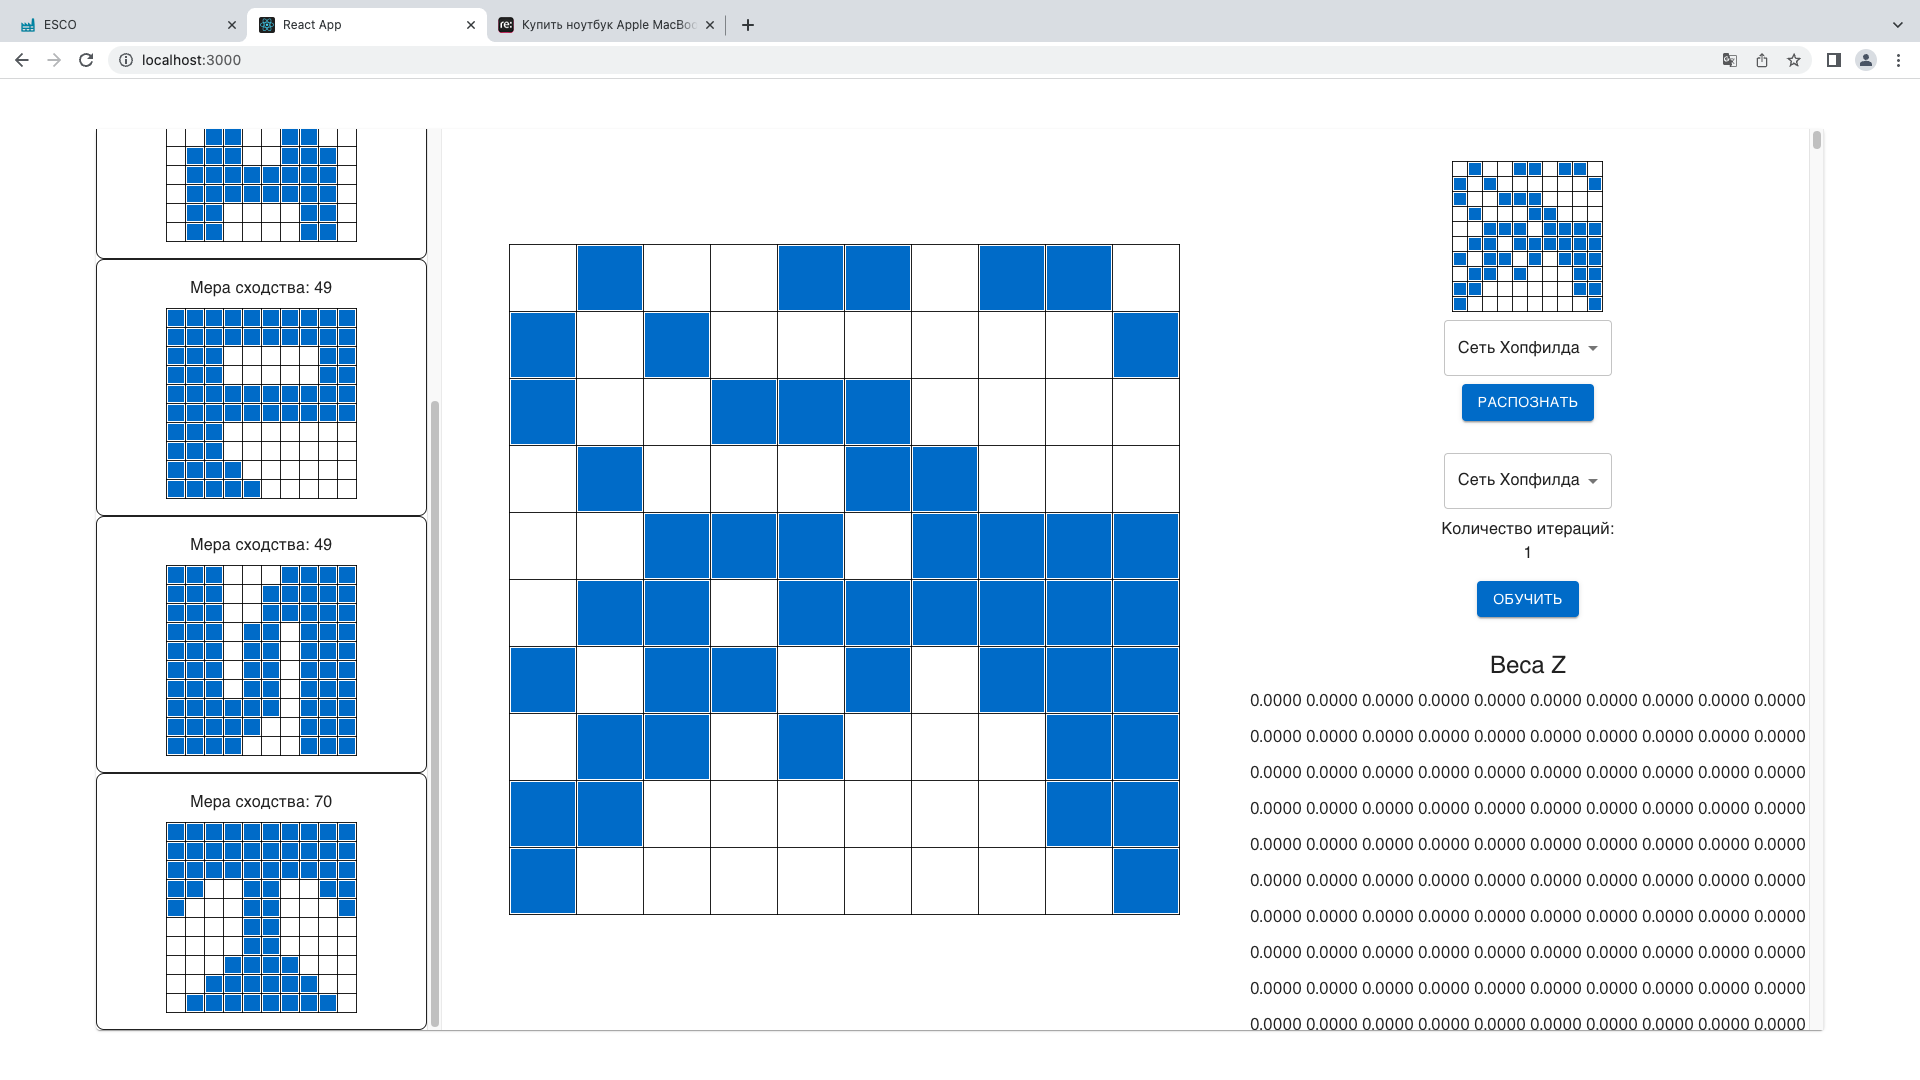 ESCO
React App
re: Купить ноутбук Apple MacBo
localhost:3000
Мера сходства: 49
Мера сходства: 49
Мера сходства: 70
Сеть Хопфилда
РАСПОЗНАТЬ
Сеть Хопфилда
Количество итераций:
1
ОБУЧИТЬ
Веса Z
0.0000 0.0000 0.0000 0.0000 0.0000 0.0000 0.0000 0.0000 0.0000 0.0000
0.0000 0.0000 0.0000 0.0000 0.0000 0.0000 0.0000 0.0000 0.0000 0.0000
0.0000 0.0000 0.0000 0.0000 0.0000 0.0000 0.0000 0.0000 0.0000 0.0000
0.0000 0.0000 0.0000 0.0000 0.0000 0.0000 0.0000 0.0000 0.0000 0.0000
0.0000 0.0000 0.0000 0.0000 0.0000 0.0000 0.0000 0.0000 0.0000 0.0000
0.0000 0.0000 0.0000 0.0000 0.0000 0.0000 0.0000 0.0000 0.0000 0.0000
0.0000 0.0000 0.0000 0.0000 0.0000 0.0000 0.0000 0.0000 0.0000 0.0000
0.0000 0.0000 0.0000 0.0000 0.0000 0.0000 0.0000 0.0000 0.0000 0.0000
0.0000 0.0000 0.0000 0.0000 0.0000 0.0000 0.0000 0.0000 0.0000 0.0000
0.0000 0.0000 0.0000 0.0000 0.0000 0.0000 0.0000 0.0000 0.0000 0.0000